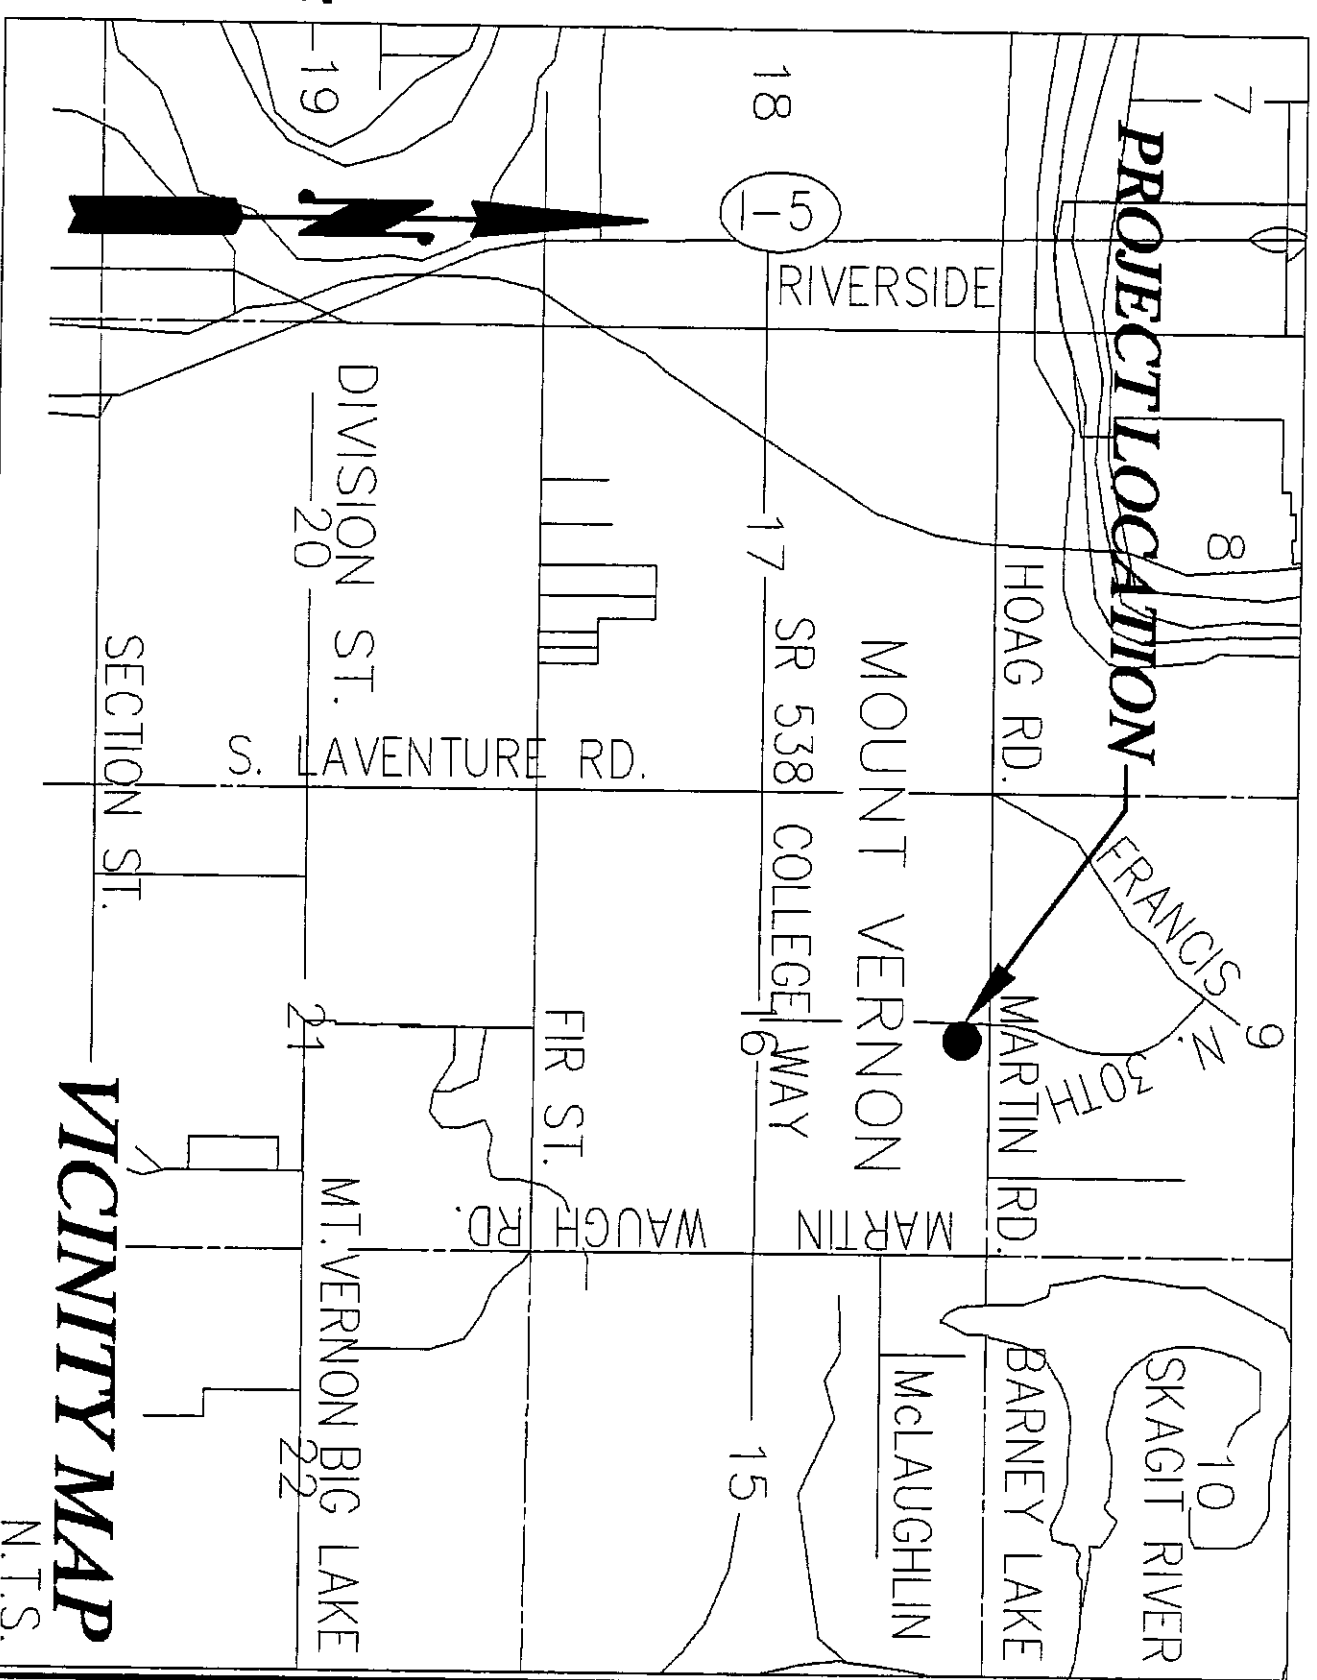 7
8
9
10
PROJECT LOCATION
FRANCIS
N. 30TH
SKAGIT RIVER
HOAG RD.
MARTIN RD.
BARNEY LAKE
McLAUGHLIN
RIVERSIDE
MOUNT VERNON
MARTIN
I-5
SR 538 COLLEGE WAY
18
17
16
15
WAUGH RD.
FIR ST.
S. LAVENTURE RD.
DIVISION ST.
MT. VERNON BIG LAKE
19
N
20
21
22
SECTION ST.
VICINITY MAP
N.T.S.